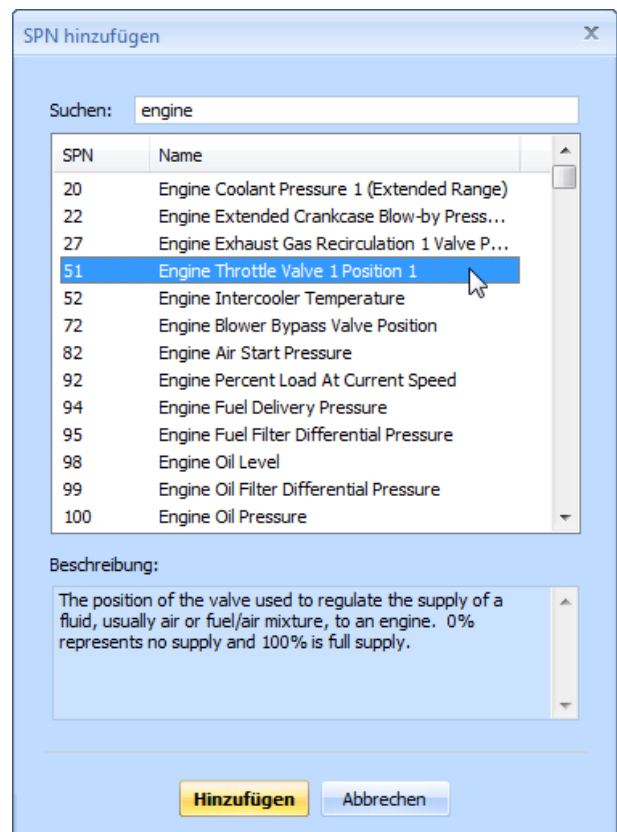 SPN hinzufügen
Suchen: engine
SPN Name
20 Engine Coolant Pressure 1 (Extended Range)
22 Engine Extended Crankcase Blow-by Press...
27 Engine Exhaust Gas Recirculation 1 Valve P...
51 Engine Throttle Valve 1 Position 1
52 Engine Intercooler Temperature
72 Engine Blower Bypass Valve Position
82 Engine Air Start Pressure
92 Engine Percent Load At Current Speed
94 Engine Fuel Delivery Pressure
95 Engine Fuel Filter Differential Pressure
98 Engine Oil Level
99 Engine Oil Filter Differential Pressure
100 Engine Oil Pressure
Beschreibung:
The position of the valve used to regulate the supply of a
fluid, usually air or fuel/air mixture, to an engine. 0%
represents no supply and 100% is full supply.
Hinzufügen Abbrechen